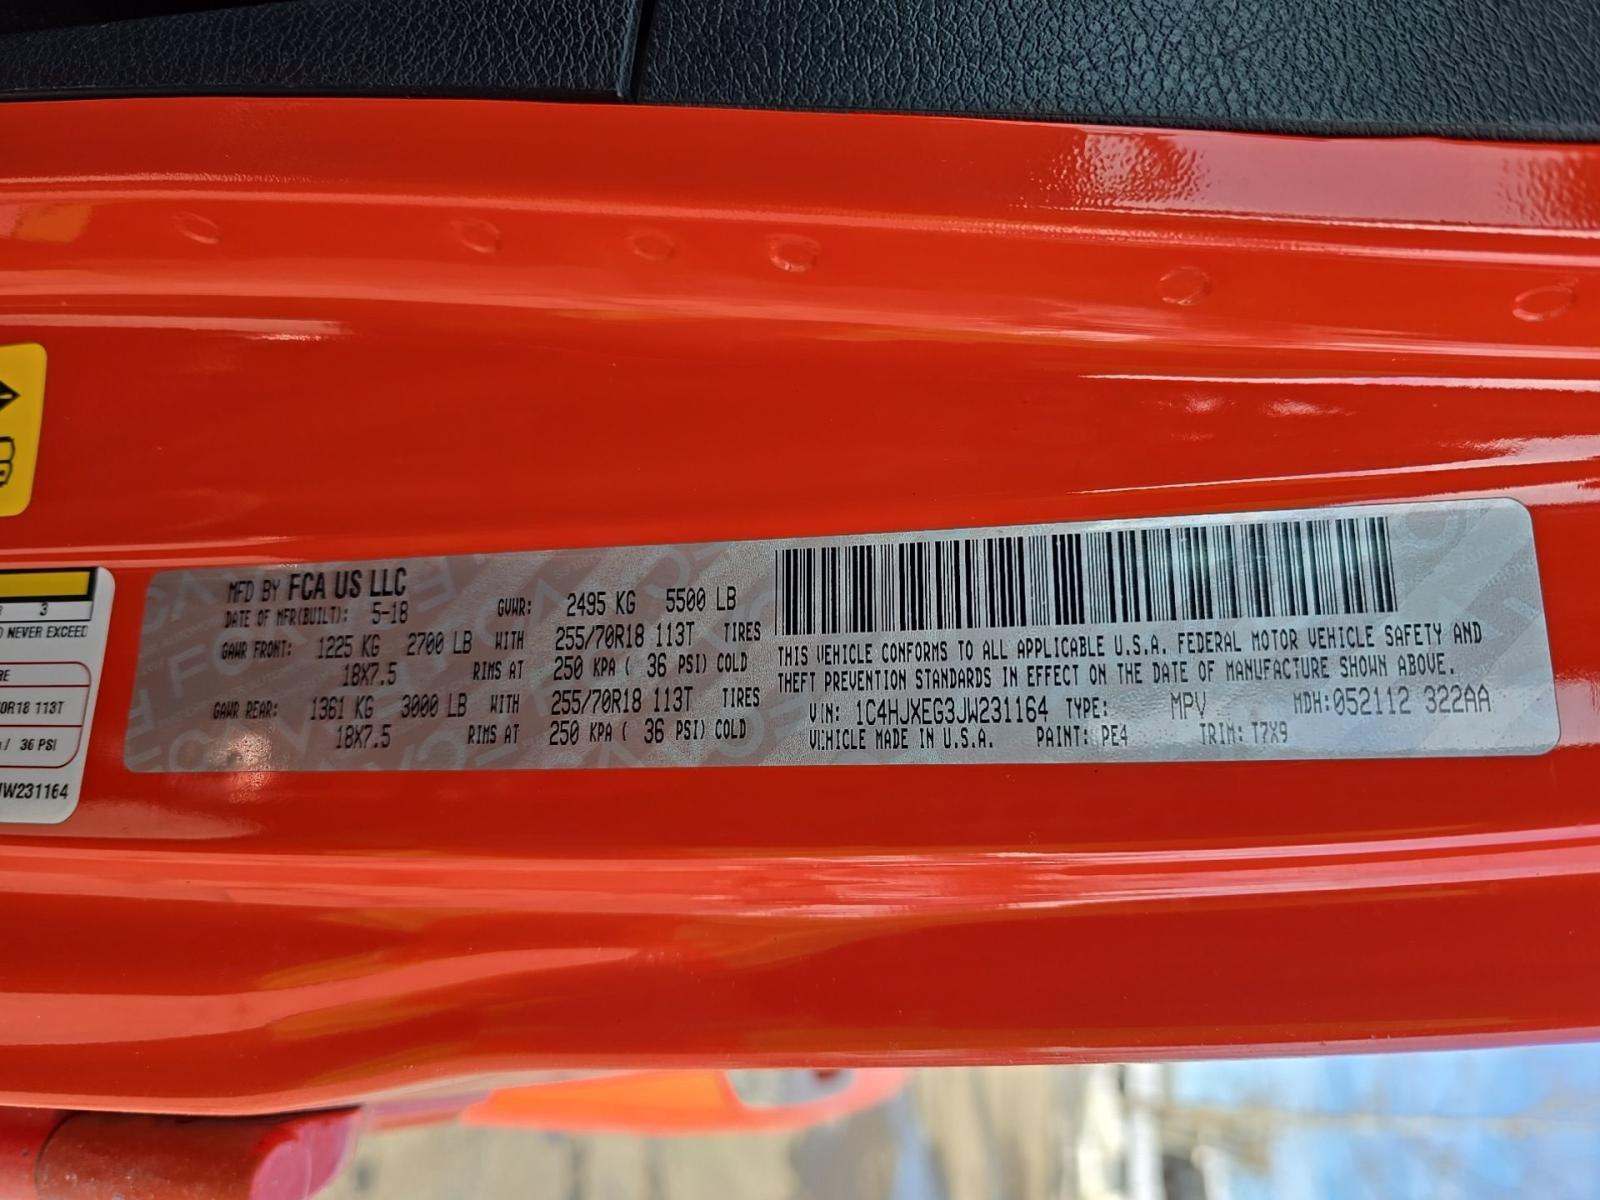 MFD BY FCA US LLC
DATE OF MFR(BUILT): 5-18 GVWR: 2495 KG 5500 LB
GAWR FRONT: 1225 KG 2700 LB WITH 255/70R18 113T TIRES
18X7.5 RIMS AT 250 KPA ( 36 PSI) COLD
GAWR REAR: 1361 KG 3000 LB WITH 255/70R18 113T TIRES
18X7.5 RIMS AT 250 KPA ( 36 PSI) COLD
THIS VEHICLE CONFORMS TO ALL APPLICABLE U.S.A. FEDERAL MOTOR VEHICLE SAFETY AND
THEFT PREVENTION STANDARDS IN EFFECT ON THE DATE OF MANUFACTURE SHOWN ABOVE.
VIN: 1C4HJXEG3JW231164 TYPE: MPV MDH:052112 322AA
VEHICLE MADE IN U.S.A. PAINT: PE4 TRIM: T7X9
3
NEVER EXCEED
RE
0R18 113T
/ 36 PSI
JW231164